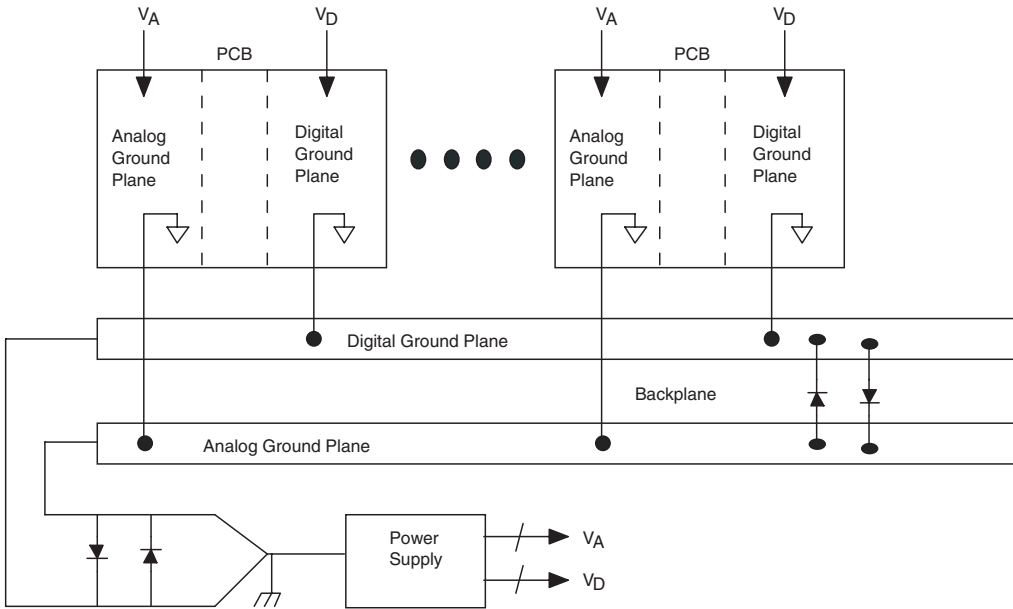 VA
VD
VA
VD
PCB
PCB
Analog
Ground
Plane
Digital
Ground
Plane
Analog
Ground
Plane
Digital
Ground
Plane
Digital Ground Plane
Backplane
Analog Ground Plane
Power
Supply
VA
VD